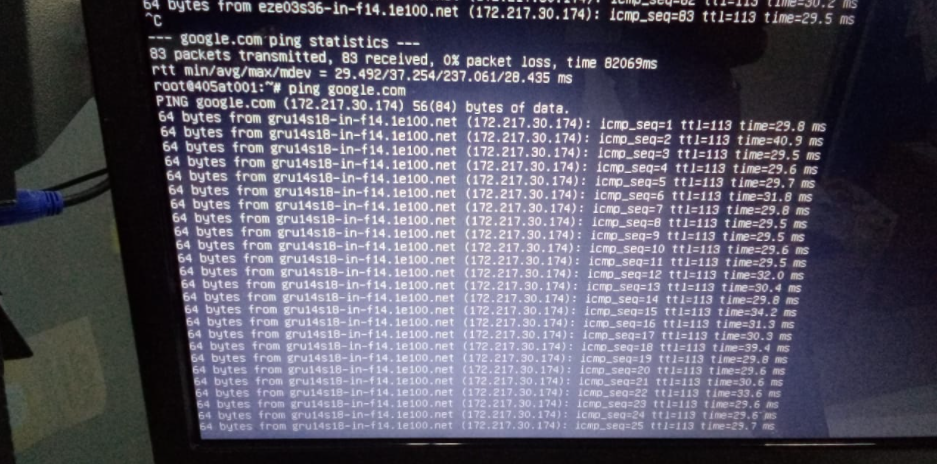 64 bytes from eze03s36-in-f14.1e100.net (172.217.30.174): icmp_seq=83 ttl=113 time=29.5 ms
^C
--- google.com ping statistics ---
83 packets transmitted, 83 received, 0% packet loss, time 82069ms
rtt min/avg/max/mdev = 29.492/37.254/237.061/28.435 ms
root@405at001:~# ping google.com
PING google.com (172.217.30.174) 56(84) bytes of data.
64 bytes from gru14s18-in-f14.1e100.net (172.217.30.174): icmp_seq=1 ttl=113 time=29.8 ms
64 bytes from gru14s18-in-f14.1e100.net (172.217.30.174): icmp_seq=2 ttl=113 time=40.9 ms
64 bytes from gru14s18-in-f14.1e100.net (172.217.30.174): icmp_seq=3 ttl=113 time=29.5 ms
64 bytes from gru14s18-in-f14.1e100.net (172.217.30.174): icmp_seq=4 ttl=113 time=29.6 ms
64 bytes from gru14s18-in-f14.1e100.net (172.217.30.174): icmp_seq=5 ttl=113 time=29.7 ms
64 bytes from gru14s18-in-f14.1e100.net (172.217.30.174): icmp_seq=6 ttl=113 time=31.8 ms
64 bytes from gru14s18-in-f14.1e100.net (172.217.30.174): icmp_seq=7 ttl=113 time=29.8 ms
64 bytes from gru14s18-in-f14.1e100.net (172.217.30.174): icmp_seq=8 ttl=113 time=29.5 ms
64 bytes from gru14s18-in-f14.1e100.net (172.217.30.174): icmp_seq=9 ttl=113 time=29.5 ms
64 bytes from gru14s18-in-f14.1e100.net (172.217.30.174): icmp_seq=10 ttl=113 time=29.6 ms
64 bytes from gru14s18-in-f14.1e100.net (172.217.30.174): icmp_seq=11 ttl=113 time=29.5 ms
64 bytes from gru14s18-in-f14.1e100.net (172.217.30.174): icmp_seq=12 ttl=113 time=32.0 ms
64 bytes from gru14s18-in-f14.1e100.net (172.217.30.174): icmp_seq=13 ttl=113 time=30.4 ms
64 bytes from gru14s18-in-f14.1e100.net (172.217.30.174): icmp_seq=14 ttl=113 time=29.8 ms
64 bytes from gru14s18-in-f14.1e100.net (172.217.30.174): icmp_seq=15 ttl=113 time=34.2 ms
64 bytes from gru14s18-in-f14.1e100.net (172.217.30.174): icmp_seq=16 ttl=113 time=31.3 ms
64 bytes from gru14s18-in-f14.1e100.net (172.217.30.174): icmp_seq=17 ttl=113 time=30.3 ms
64 bytes from gru14s18-in-f14.1e100.net (172.217.30.174): icmp_seq=18 ttl=113 time=39.4 ms
64 bytes from gru14s18-in-f14.1e100.net (172.217.30.174): icmp_seq=19 ttl=113 time=29.8 ms
64 bytes from gru14s18-in-f14.1e100.net (172.217.30.174): icmp_seq=20 ttl=113 time=29.6 ms
64 bytes from gru14s18-in-f14.1e100.net (172.217.30.174): icmp_seq=21 ttl=113 time=30.6 ms
64 bytes from gru14s18-in-f14.1e100.net (172.217.30.174): icmp_seq=22 ttl=113 time=33.6 ms
64 bytes from gru14s18-in-f14.1e100.net (172.217.30.174): icmp_seq=23 ttl=113 time=29.6 ms
64 bytes from gru14s18-in-f14.1e100.net (172.217.30.174): icmp_seq=24 ttl=113 time=29.6 ms
64 bytes from gru14s18-in-f14.1e100.net (172.217.30.174): icmp_seq=25 ttl=113 time=29.7 ms